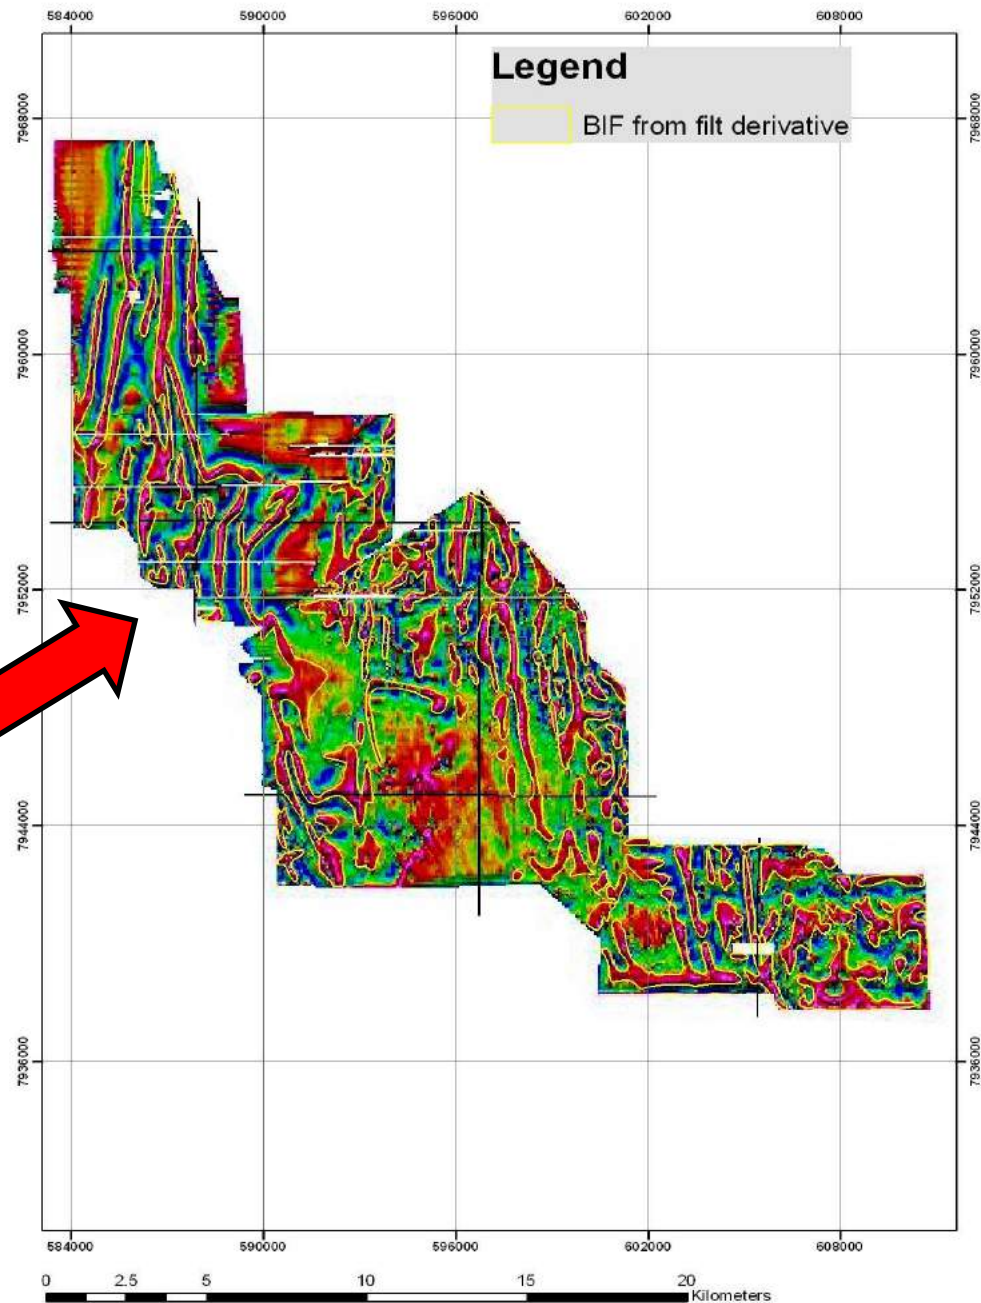 584000 590000 596000 602000 608000
Legend
BIF from filt derivative
7968000 7968000
7960000 7960000
7952000 7952000
7944000 7944000
7936000 7936000
584000 590000 596000 602000 608000
0 2.5 5 10 15 20
Kilometers